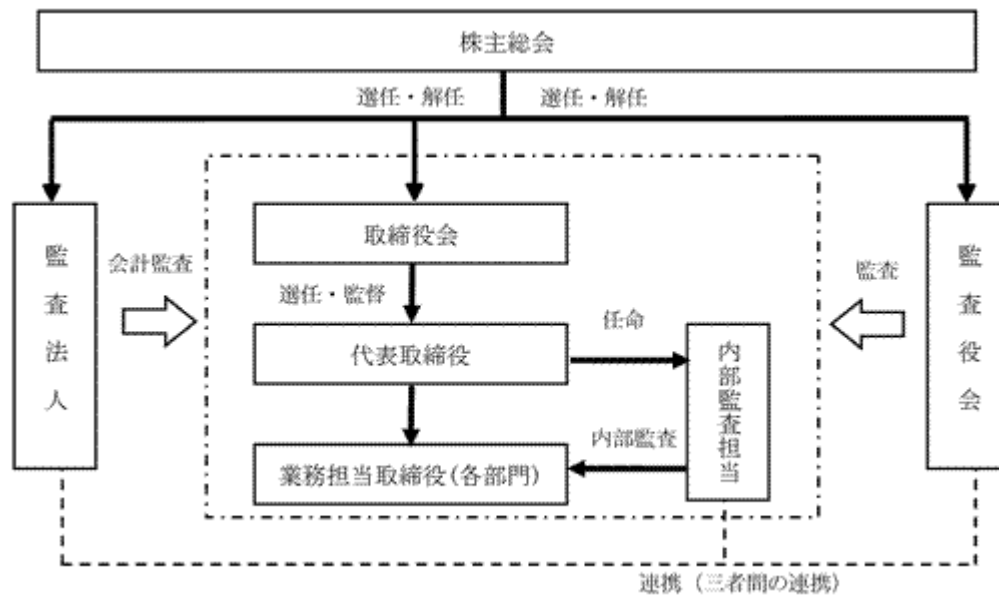 株主総会
選任・解任
選任・解任
取締役会
監査法人
会計監査
監査
監査役会
選任・監督
任命
代表取締役
内部監査担当
内部監査
業務担当取締役(各部門)
連携（三者間の連携）